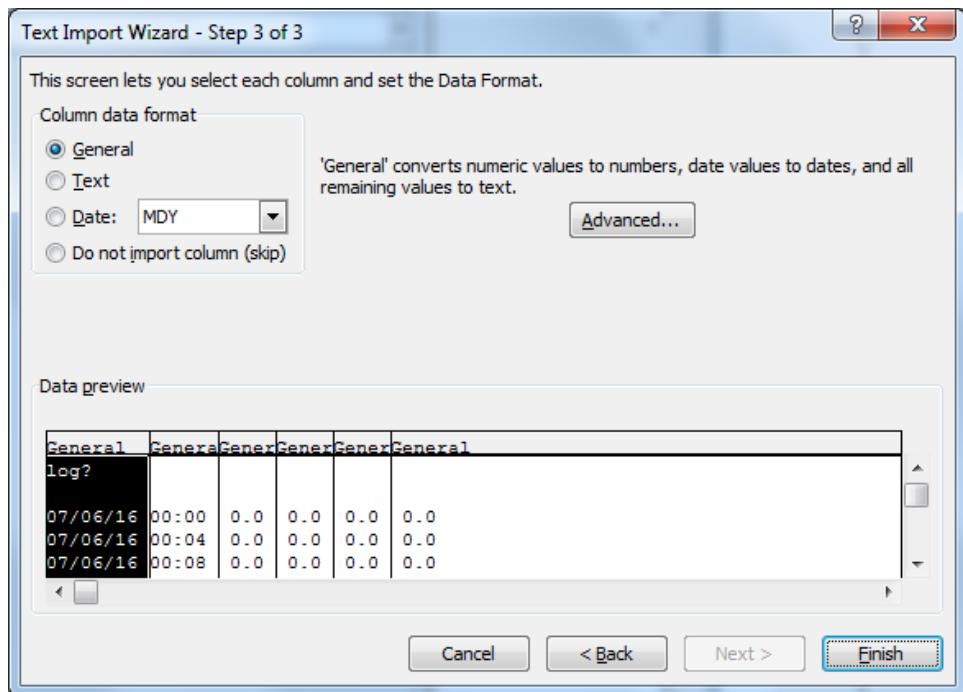 Text Import Wizard - Step 3 of 3
This screen lets you select each column and set the Data Format.
Column data format
General
Text
Date: MDY
Do not import column (skip)
'General' converts numeric values to numbers, date values to dates, and all
remaining values to text.
Advanced...
Data preview
General GeneraGenerGenerGenerGeneral
log?
07/06/16 00:00 0.0 0.0 0.0 0.0
07/06/16 00:04 0.0 0.0 0.0 0.0
07/06/16 00:08 0.0 0.0 0.0 0.0
Cancel < Back Next > Finish